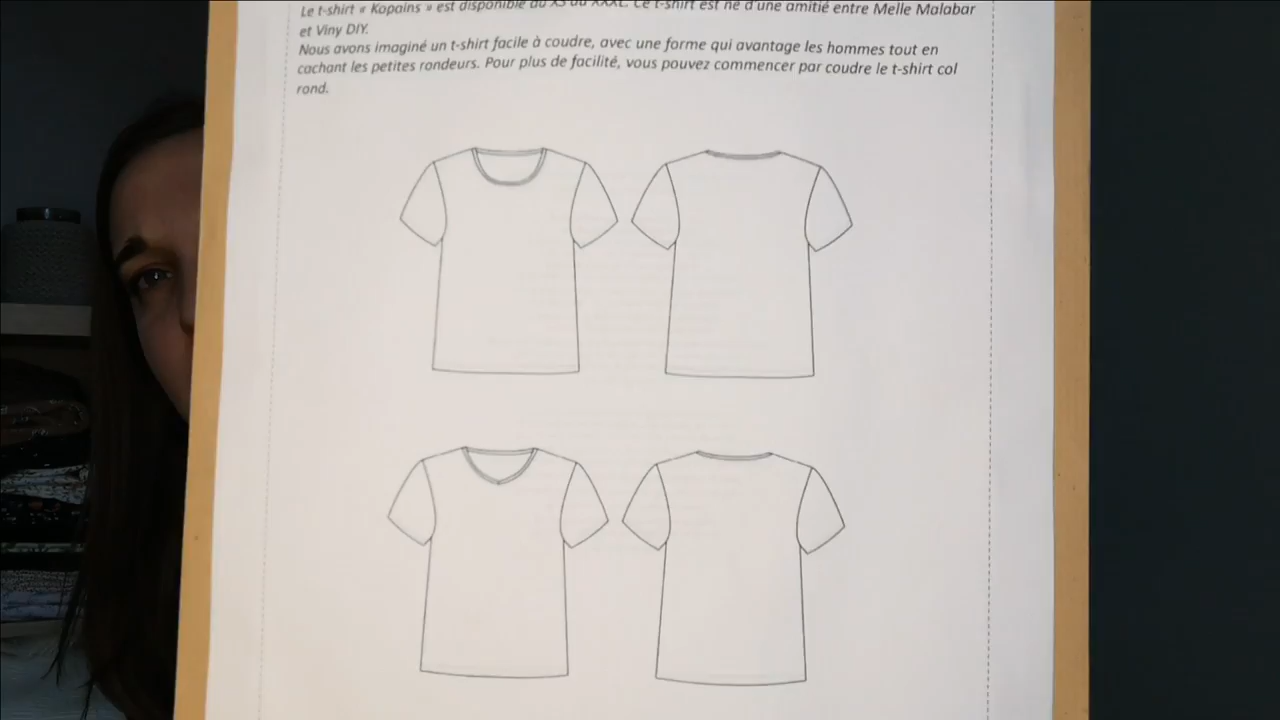 Le t-shirt « Kopains » est disponible du XS au XXXL. Ce t-shirt est né d'une amitié entre Melle Malabar
et Viny DIY.
Nous avons imaginé un t-shirt facile à coudre, avec une forme qui avantage les hommes tout en
cachant les petites rondeurs. Pour plus de facilité, vous pouvez commencer par coudre le t-shirt col
rond.